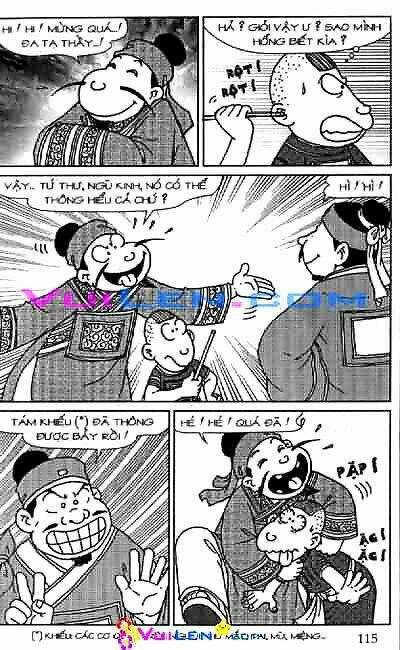 HI! HI! MỪNG QUÁ..!
ĐA TẠ THẦY..!
HẢ? GIỎI VẬY Ư? SAO MÌNH
HỔNG BIẾT KÌA?
RỘT!
RỘT!
VẬY.. TỨ THƯ, NGŨ KINH, NÓ CÓ THỂ
THÔNG HIỂU CẢ CHỨ?
HÌ! HÌ!
VUILEN.COM
TÁM KHIẾU (*) ĐÃ THÔNG
ĐƯỢC BẢY RỒI!
HÉ! HÉ! QUÁ ĐÃ!
PẶP!
ẶC!
ẶC!
(*) KHIẾU: CÁC CƠ
TAI, MŨI, MIỆNG...
115